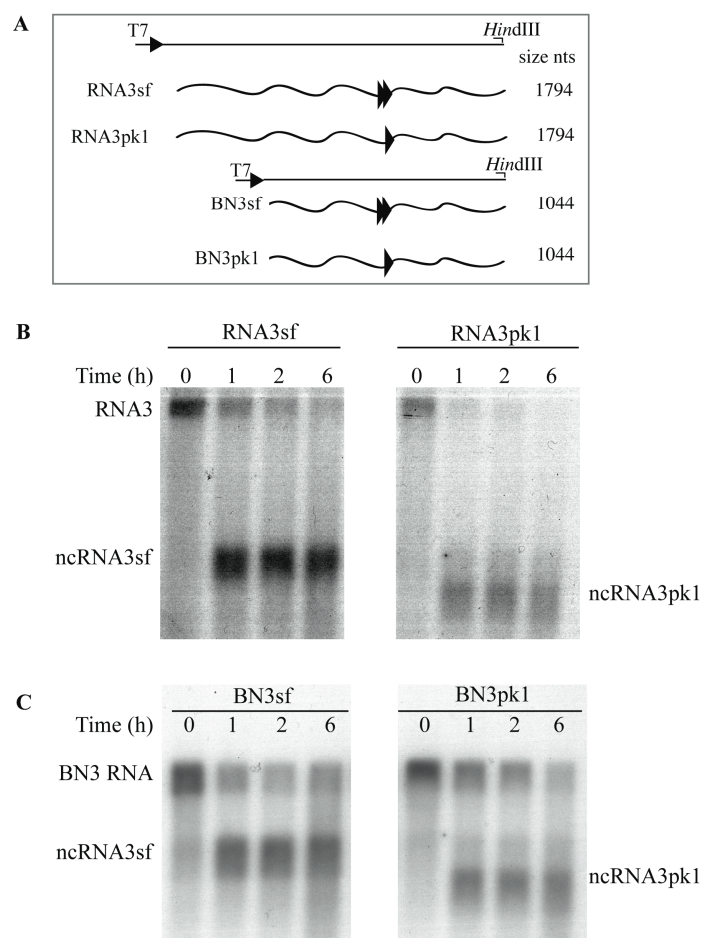 A
T7 HindIII
size nts
RNA3sf 1794
RNA3pk1 1794
T7 HindIII
BN3sf 1044
BN3pk1 1044
B
RNA3sf RNA3pk1
Time (h) 0 1 2 6 0 1 2 6
RNA3
ncRNA3sf
ncRNA3pk1
C
BN3sf BN3pk1
Time (h) 0 1 2 6 0 1 2 6
BN3 RNA
ncRNA3sf
ncRNA3pk1